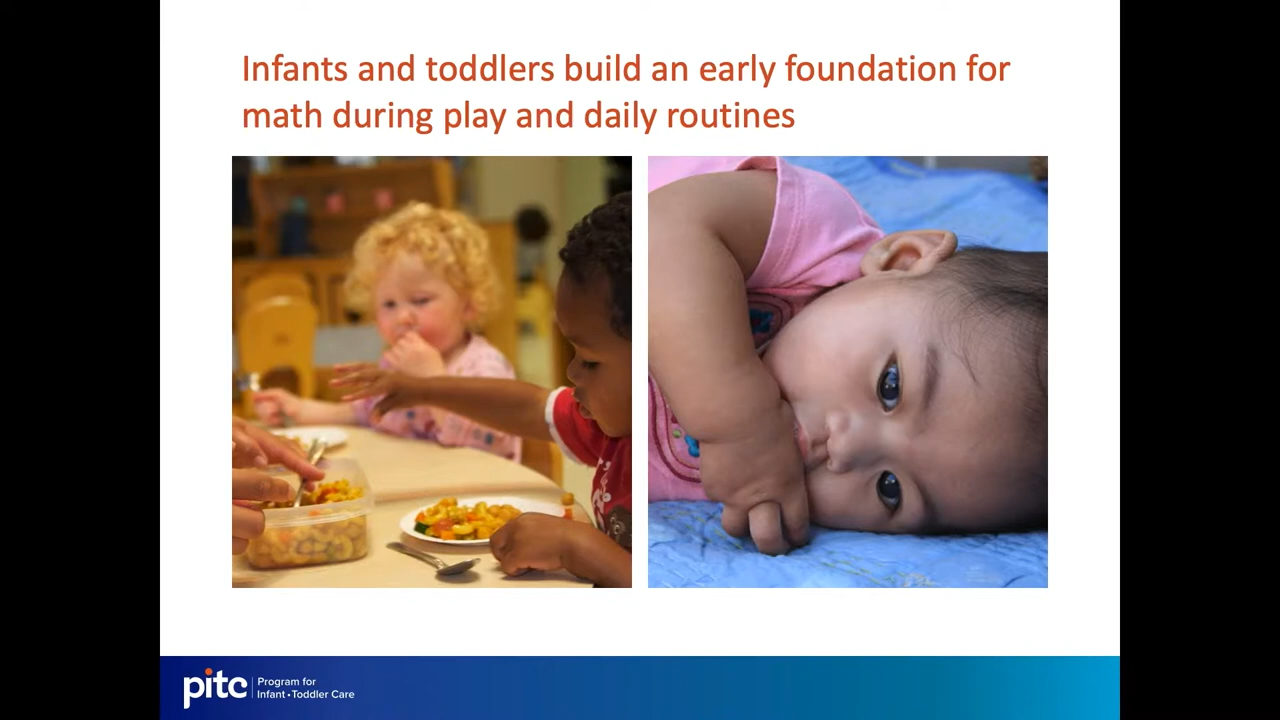 Infants and toddlers build an early foundation for
math during play and daily routines
pitc
Program for
Infant • Toddler Care